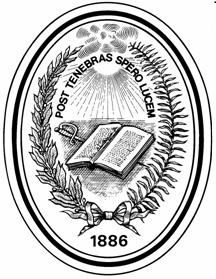 POST TENEBRAS SPERO LUCEM
1886